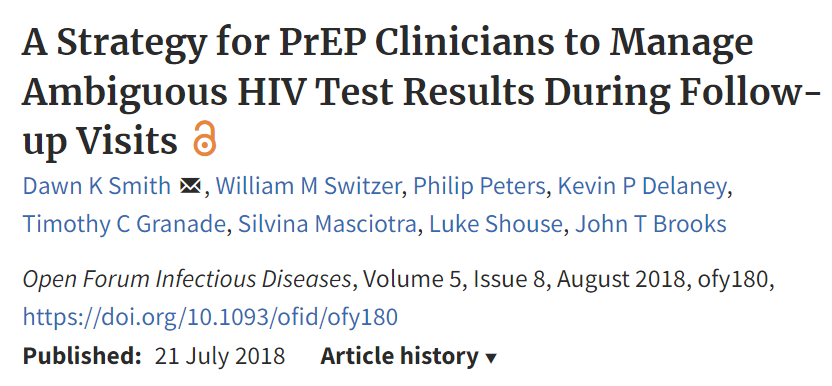 A Strategy for PrEP Clinicians to Manage
Ambiguous HIV Test Results During Follow-
up Visits
Dawn K Smith, William M Switzer, Philip Peters, Kevin P Delaney,
Timothy C Granade, Silvina Masciotra, Luke Shouse, John T Brooks
Open Forum Infectious Diseases, Volume 5, Issue 8, August 2018, ofy180,
https://doi.org/10.1093/ofid/ofy180
Published: 21 July 2018 Article history ▼